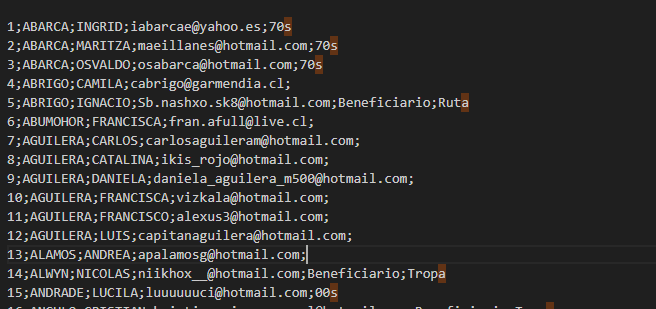 1;ABARCA;INGRID;iabarcae@yahoo.es;70s
2;ABARCA;MARITZA;maeillanes@hotmail.com;70s
3;ABARCA;OSVALDO;osabarca@hotmail.com;70s
4;ABRIGO;CAMILA;cabrigo@garmendia.cl;
5;ABRIGO;IGNACIO;Sb.nashxo.sk8@hotmail.com;Beneficiario;Ruta
6;ABUMOHOR;FRANCISCA;fran.afull@live.cl;
7;AGUILERA;CARLOS;carlosaguileram@hotmail.com;
8;AGUILERA;CATALINA;ikis_rojo@hotmail.com;
9;AGUILERA;DANIELA;daniela_aguilera_m500@hotmail.com;
10;AGUILERA;FRANCISCA;vizkala@hotmail.com;
11;AGUILERA;FRANCISCO;alexus3@hotmail.com;
12;AGUILERA;LUIS;capitanaguilera@hotmail.com;
13;ALAMOS;ANDREA;apalamosg@hotmail.com;
14;ALWYN;NICOLAS;niikhox__@hotmail.com;Beneficiario;Tropa
15;ANDRADE;LUCILA;luuuuuuci@hotmail.com;00s